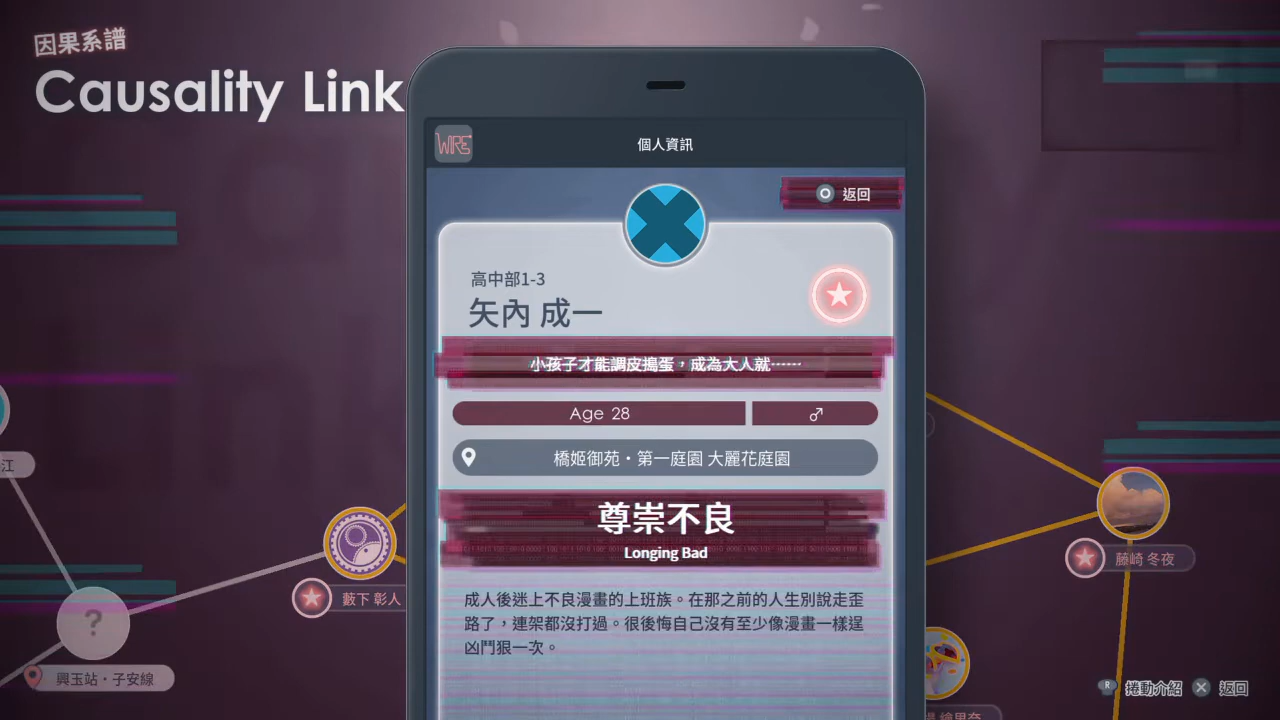 因果系譜
Causality Link
WIRE
個人資訊
返回
高中部1-3
矢內 成一
小孩子才能調皮搗蛋，成為大人就……
Age 28
♂
橋姬御苑・第一庭園 大麗花庭園
尊崇不良
Longing Bad
成人後迷上不良漫畫的上班族。在那之前的人生別說走歪
路了，連架都沒打過。很後悔自己沒有至少像漫畫一樣逞
凶鬥狠一次。
江
藪下 彰人
?
興玉站・子安線
藤崎 冬夜
繪里奈
R 捲動介紹
返回